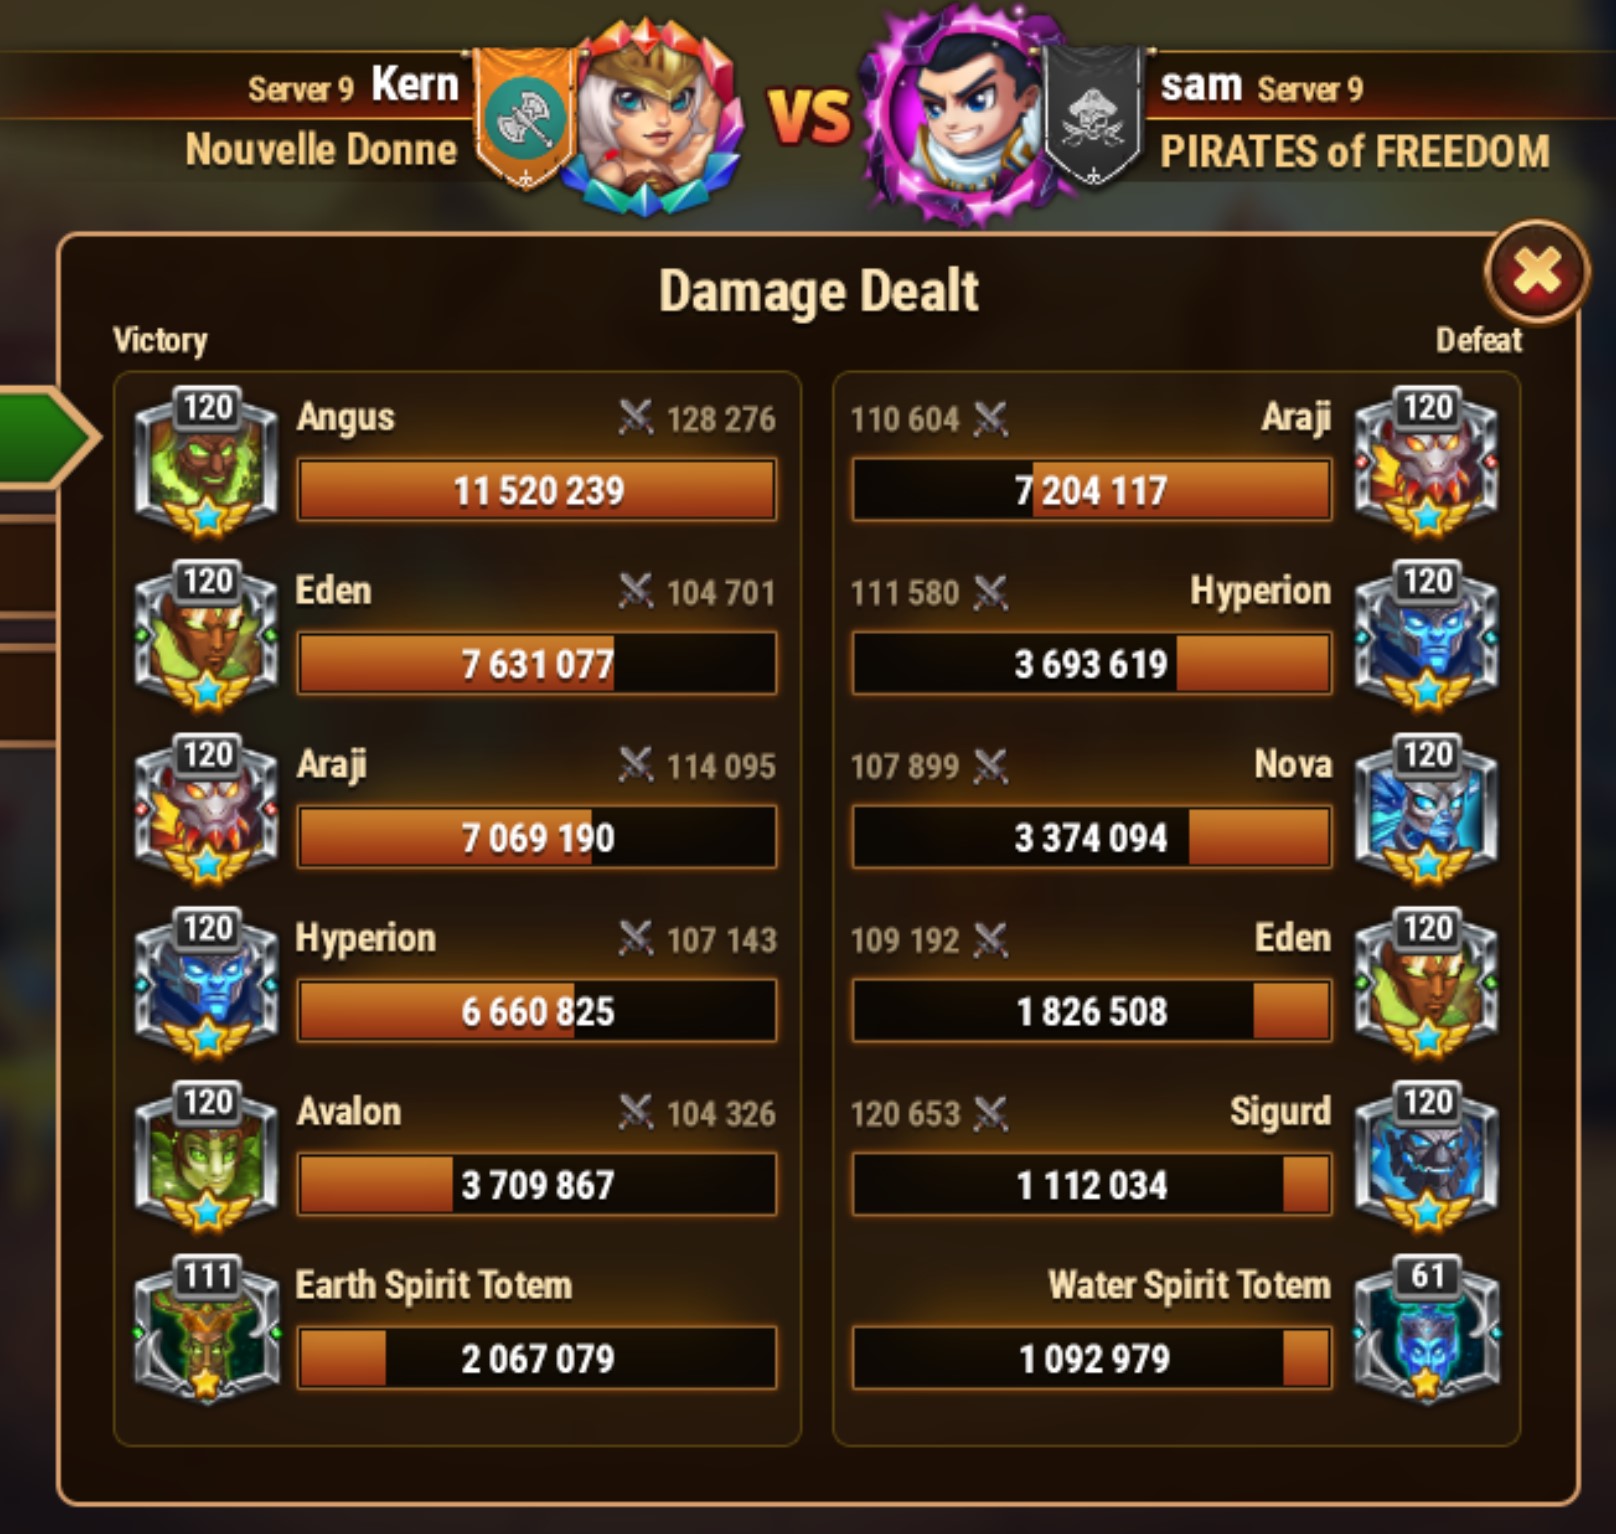 Server 9 Kern
Nouvelle Donne
VS
sam Server 9
PIRATES of FREEDOM
Damage Dealt
Victory
Defeat
120
Angus
128 276
11 520 239
120
Eden
104 701
7 631 077
120
Araji
114 095
7 069 190
120
Hyperion
107 143
6 660 825
120
Avalon
104 326
3 709 867
111
Earth Spirit Totem
2 067 079
110 604
Araji
120
7 204 117
111 580
Hyperion
120
3 693 619
107 899
Nova
120
3 374 094
109 192
Eden
120
1 826 508
120 653
Sigurd
120
1 112 034
Water Spirit Totem
61
1 092 979